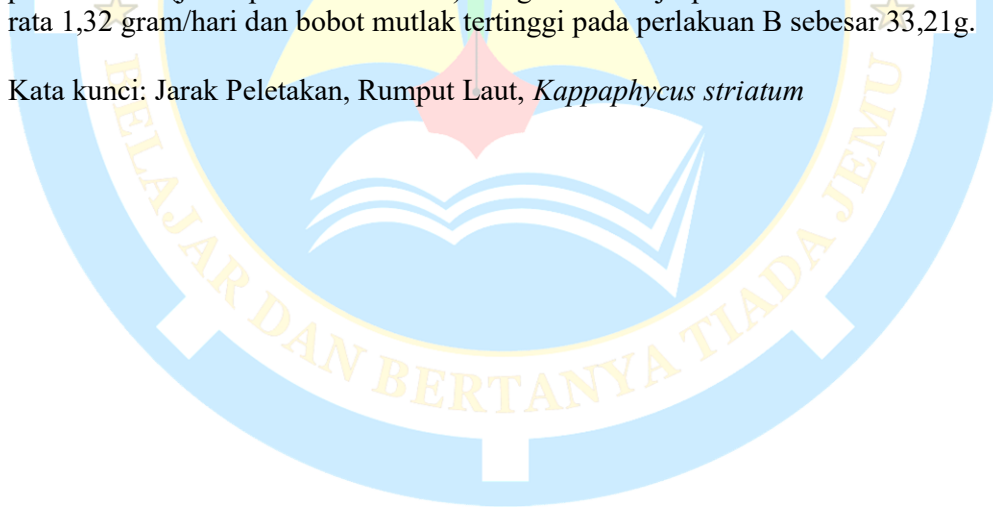 rata 1,32 gram/hari dan bobot mutlak tertinggi pada perlakuan B sebesar 33,21g.
Kata kunci: Jarak Peletakan, Rumput Laut, Kappaphycus striatum
BELAJAR DAN BERTANYA TIADA JEMU